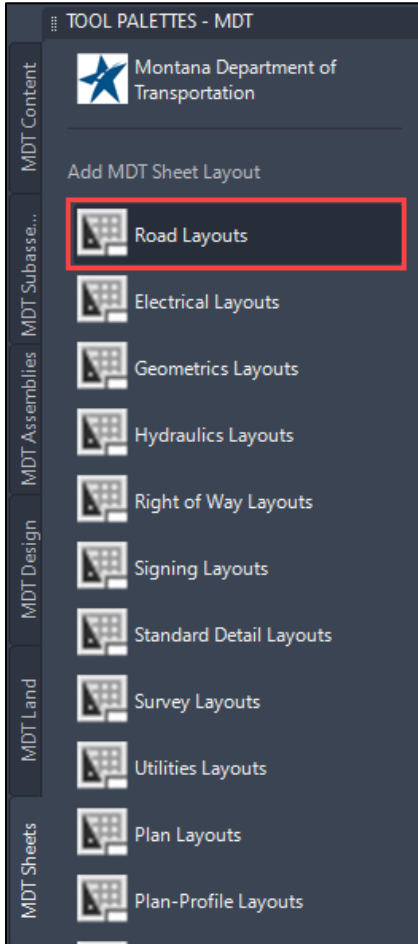 TOOL PALETTES - MDT
Montana Department of
Transportation
Add MDT Sheet Layout
Road Layouts
Electrical Layouts
Geometrics Layouts
Hydraulics Layouts
Right of Way Layouts
Signing Layouts
Standard Detail Layouts
Survey Layouts
Utilities Layouts
Plan Layouts
Plan-Profile Layouts
MDT Content
MDT Subasse...
MDT Assemblies
MDT Design
MDT Land
MDT Sheets